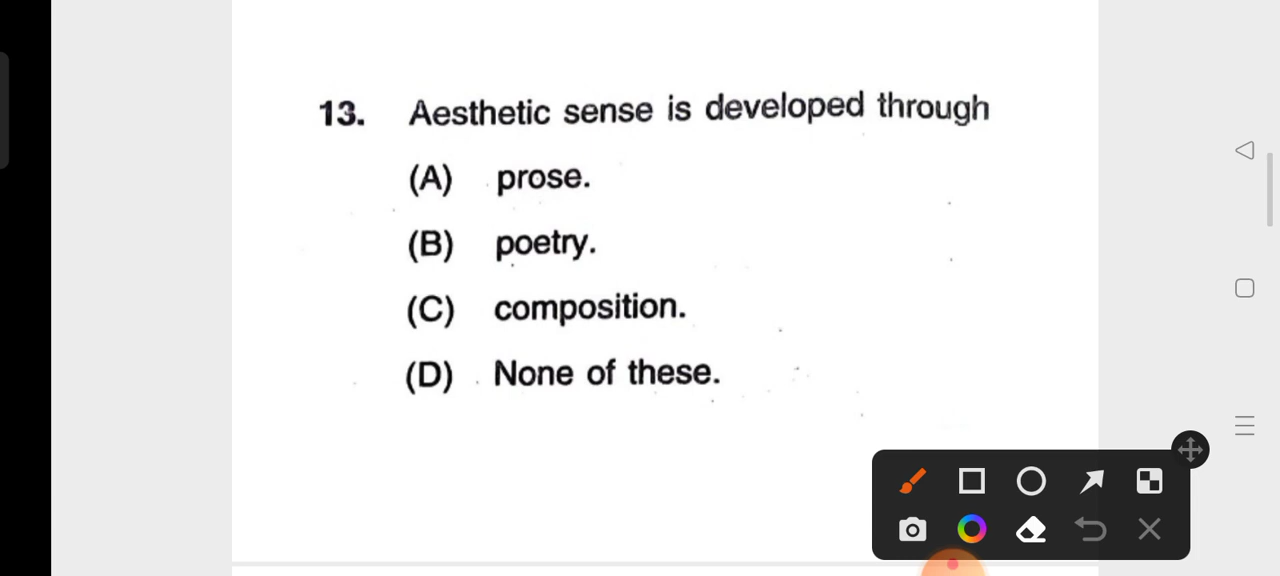 13. Aesthetic sense is developed through
(A) prose.
(B) poetry.
(C) composition.
(D) None of these.